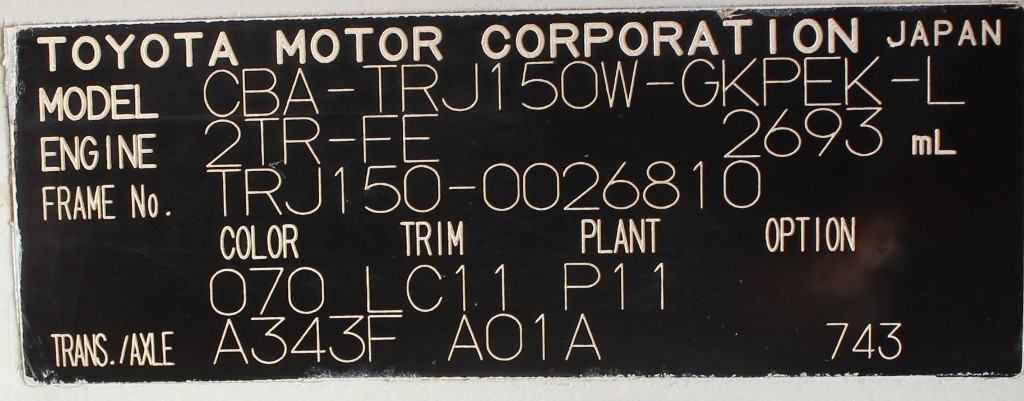 TOYOTA MOTOR CORPORATION JAPAN
MODEL CBA-TRJ150W-GKPEK-L
ENGINE 2TR-FE 2693 mL
FRAME No. TRJ150-0026810
COLOR TRIM PLANT OPTION
070 LC11 P11
TRANS./AXLE A343F A01A 743